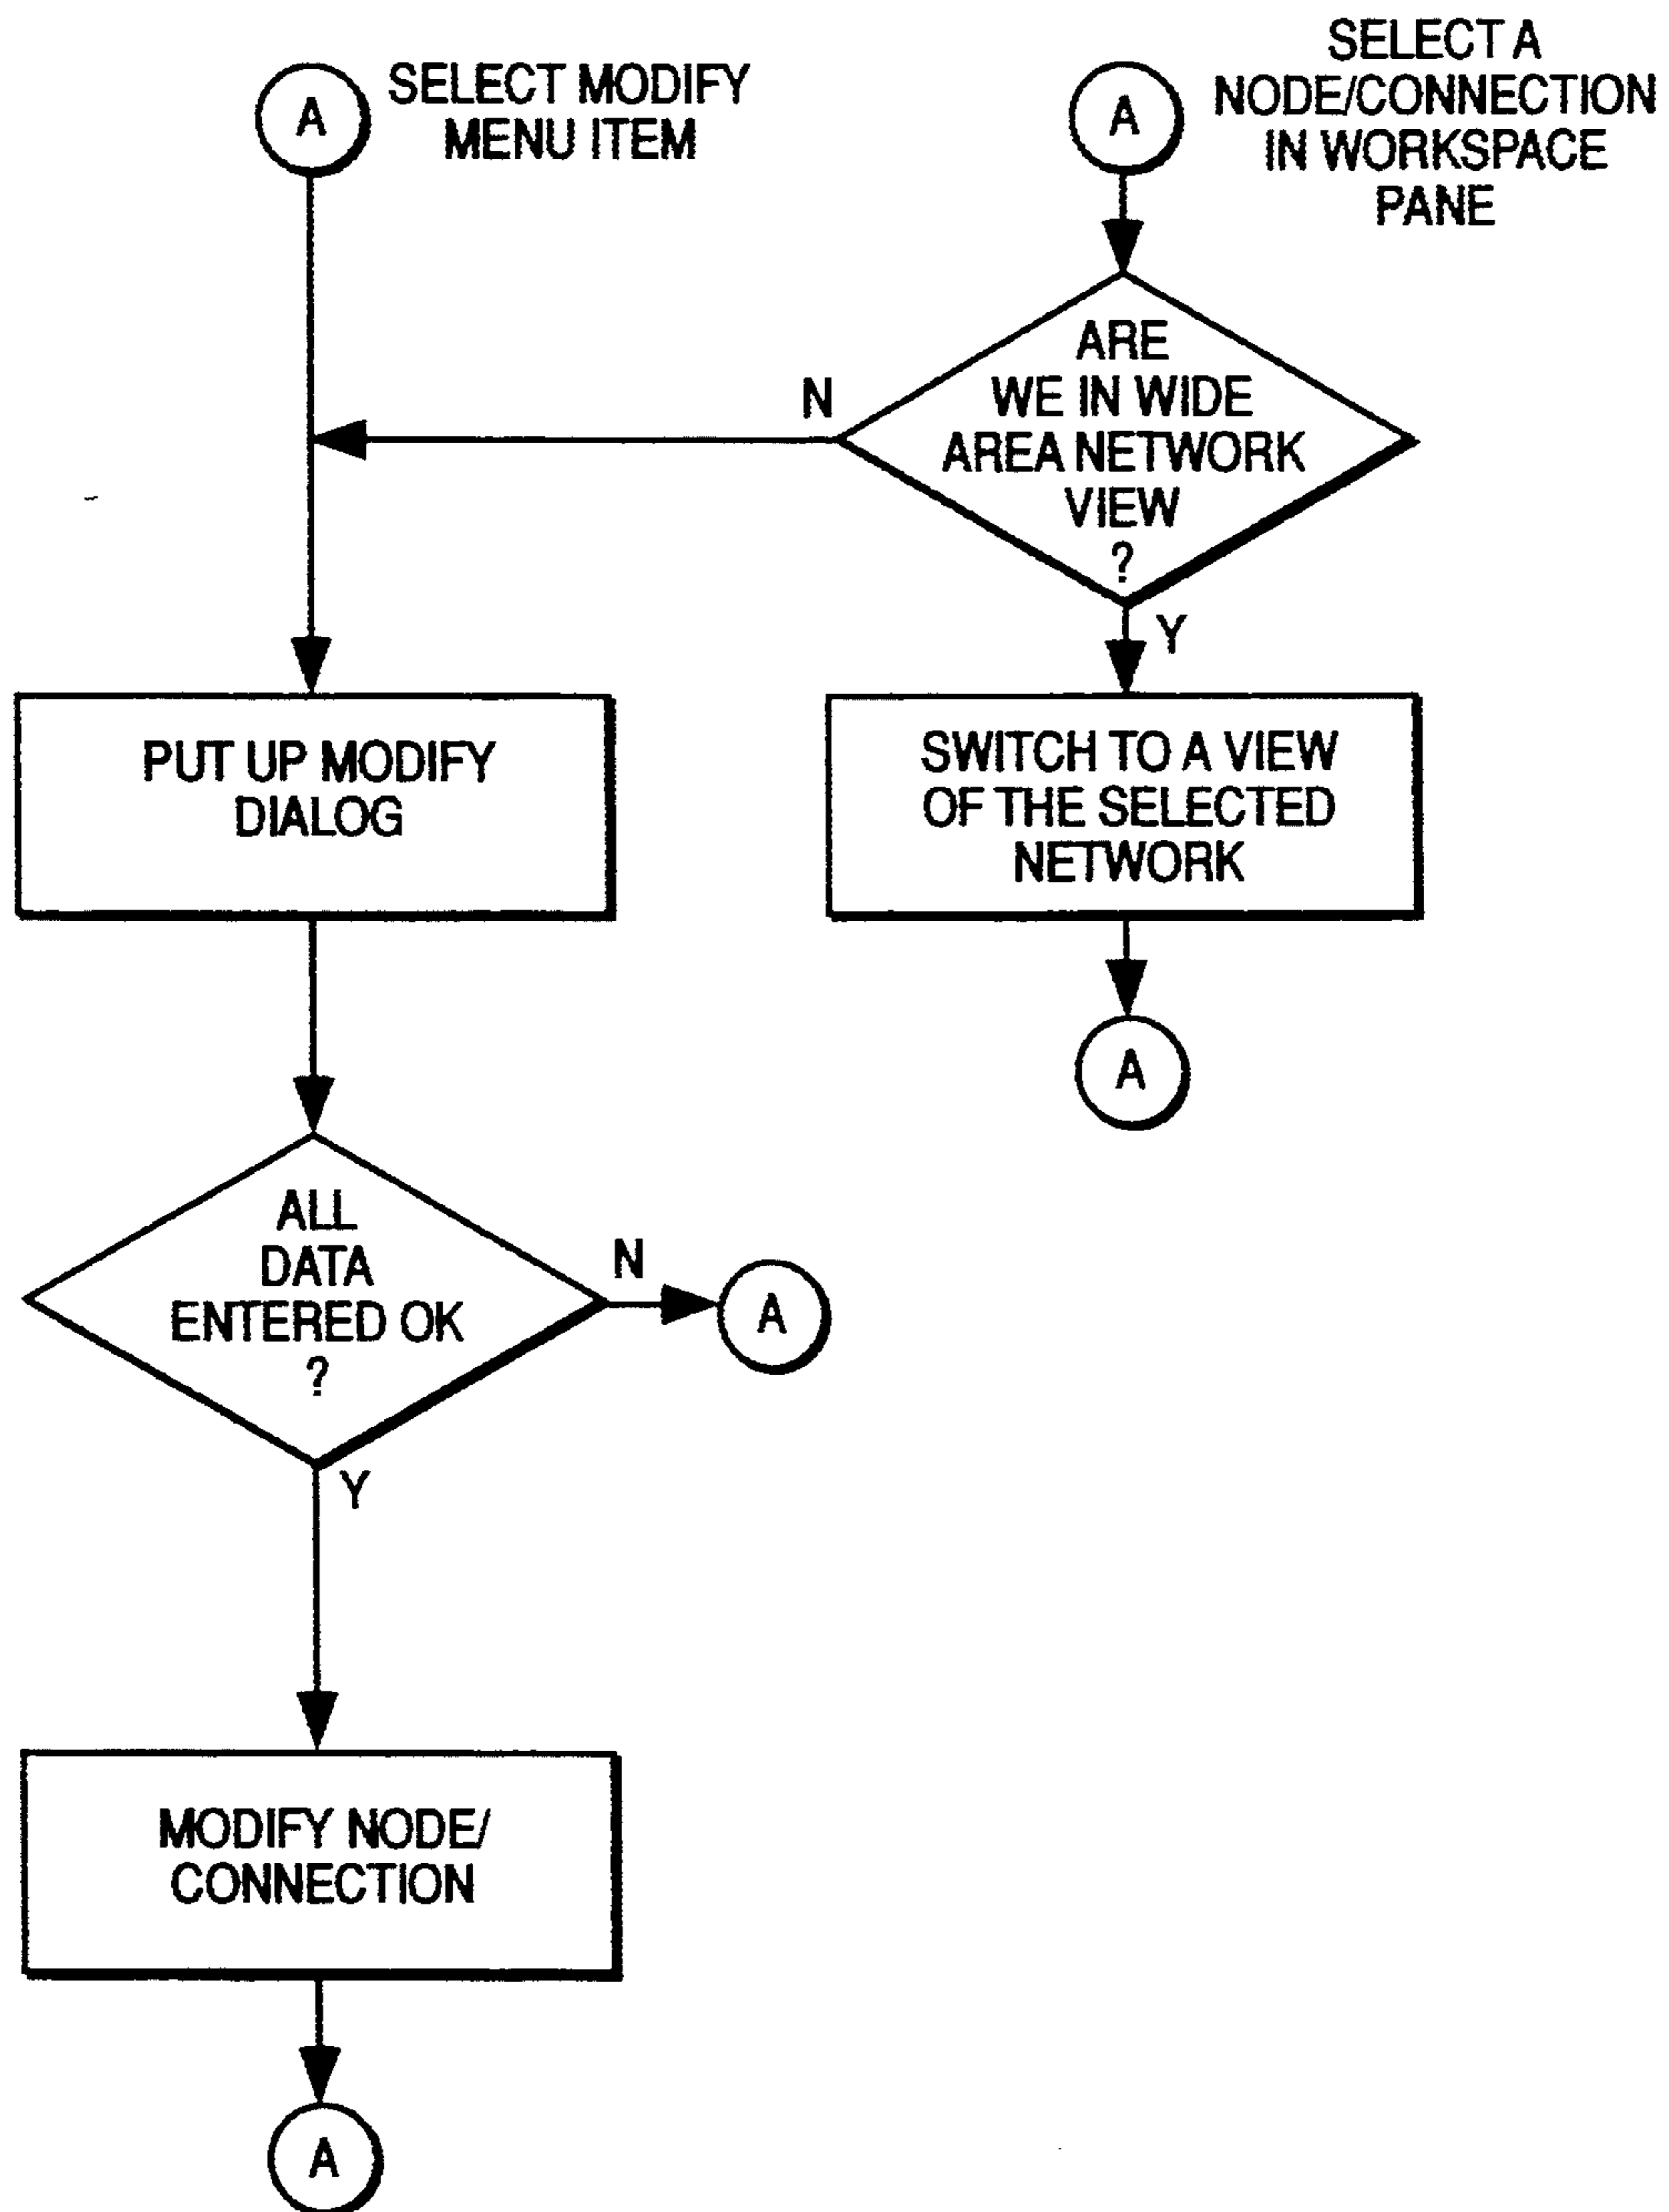 A
SELECT MODIFY
MENU ITEM
A
SELECT A
NODE/CONNECTION
IN WORKSPACE
PANE
ARE
WE IN WIDE
AREA NETWORK
VIEW
?
N
Y
PUT UP MODIFY
DIALOG
SWITCH TO A VIEW
OF THE SELECTED
NETWORK
A
ALL
DATA
ENTERED OK
?
N
A
Y
MODIFY NODE/
CONNECTION
A